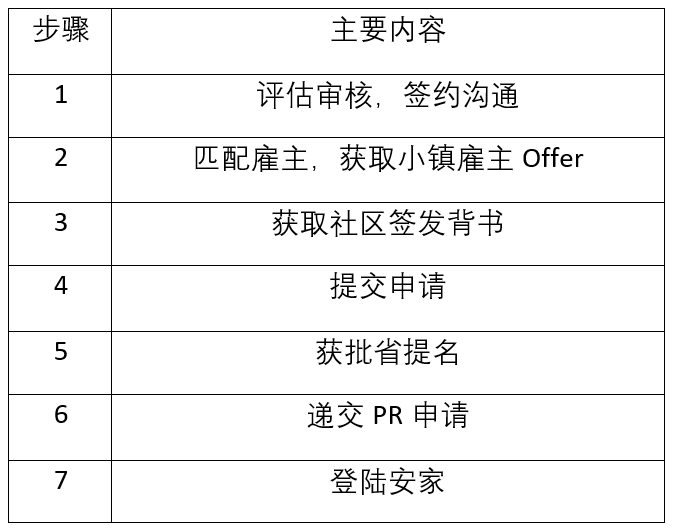 步骤 主要内容
1 评估审核，签约沟通
2 匹配雇主，获取小镇雇主 Offer
3 获取社区签发背书
4 提交申请
5 获批省提名
6 递交 PR 申请
7 登陆安家